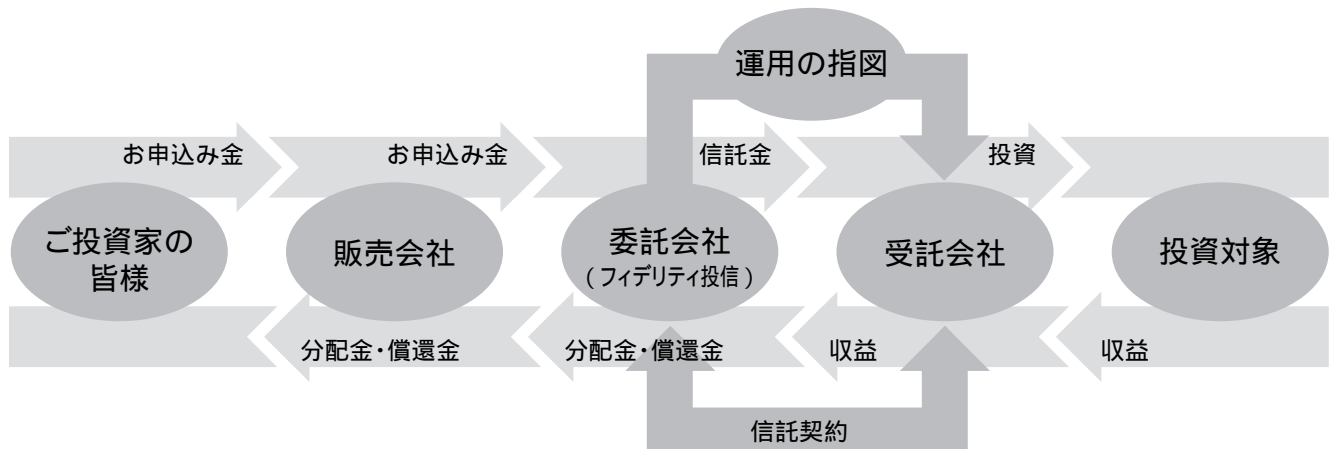 運用の指図
お申込み金
お申込み金
信託金
投資
ご投資家の
皆様
販売会社
委託会社
(フィデリティ投信)
受託会社
投資対象
分配金・償還金
分配金・償還金
収益
収益
信託契約